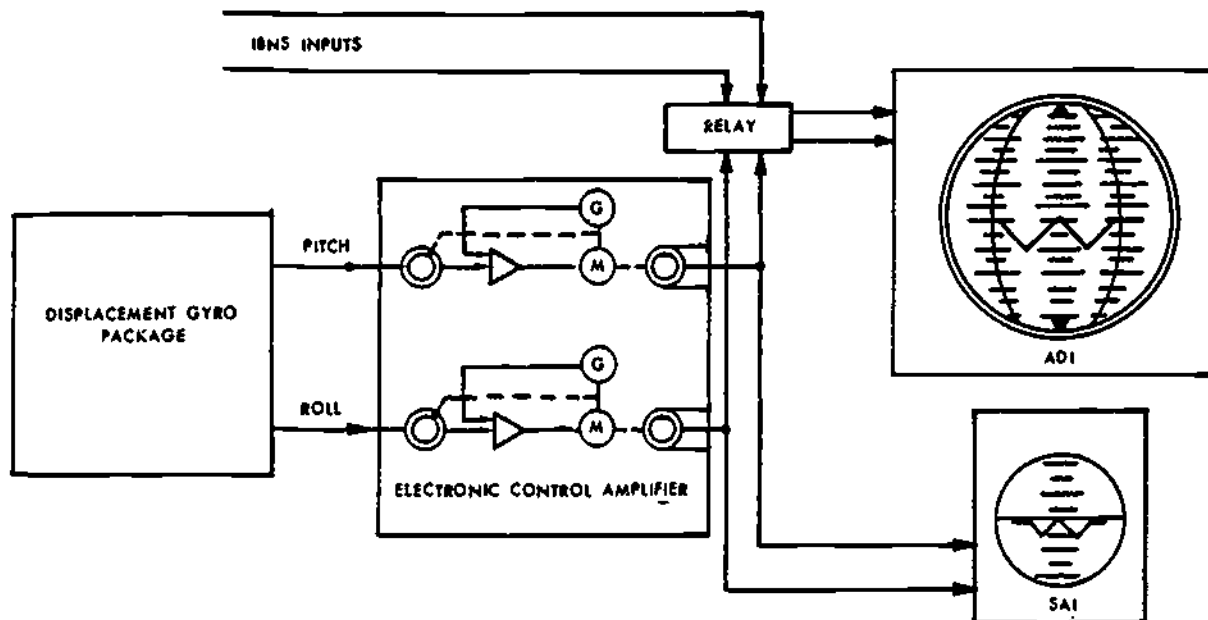 IBNS INPUTS
RELAY
ADI
G
PITCH
M
DISPLACEMENT GYRO
PACKAGE
G
ROLL
M
ELECTRONIC CONTROL AMPLIFIER
SAI